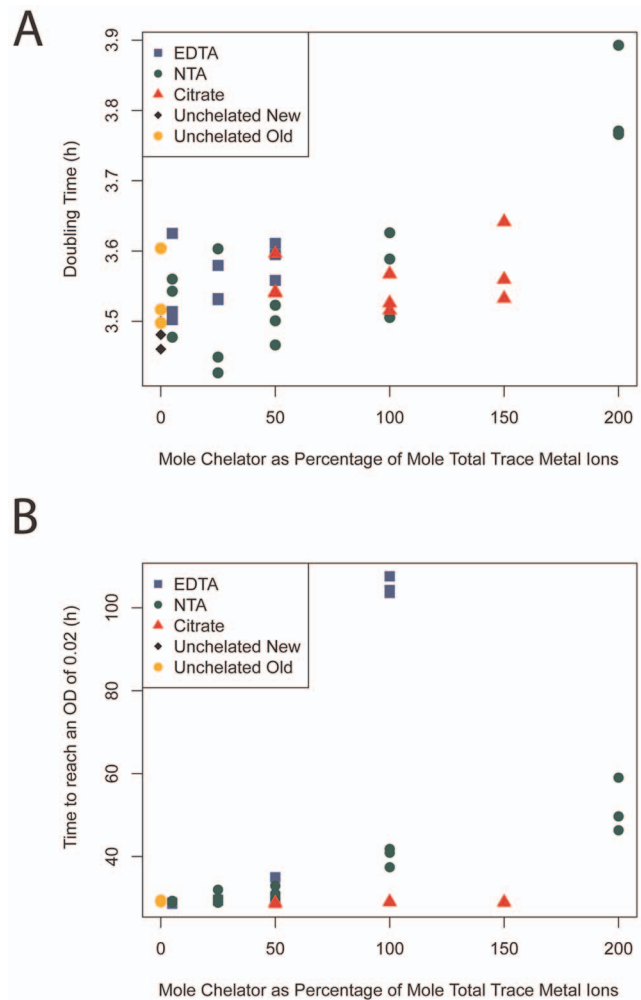 A
EDTA
NTA
Citrate
Unchelated New
Unchelated Old
Doubling Time (h)
3.9
3.8
3.7
3.6
3.5
0 50 100 150 200
Mole Chelator as Percentage of Mole Total Trace Metal Ions
B
EDTA
NTA
Citrate
Unchelated New
Unchelated Old
Time to reach an OD of 0.02 (h)
100
80
60
40
0 50 100 150 200
Mole Chelator as Percentage of Mole Total Trace Metal Ions